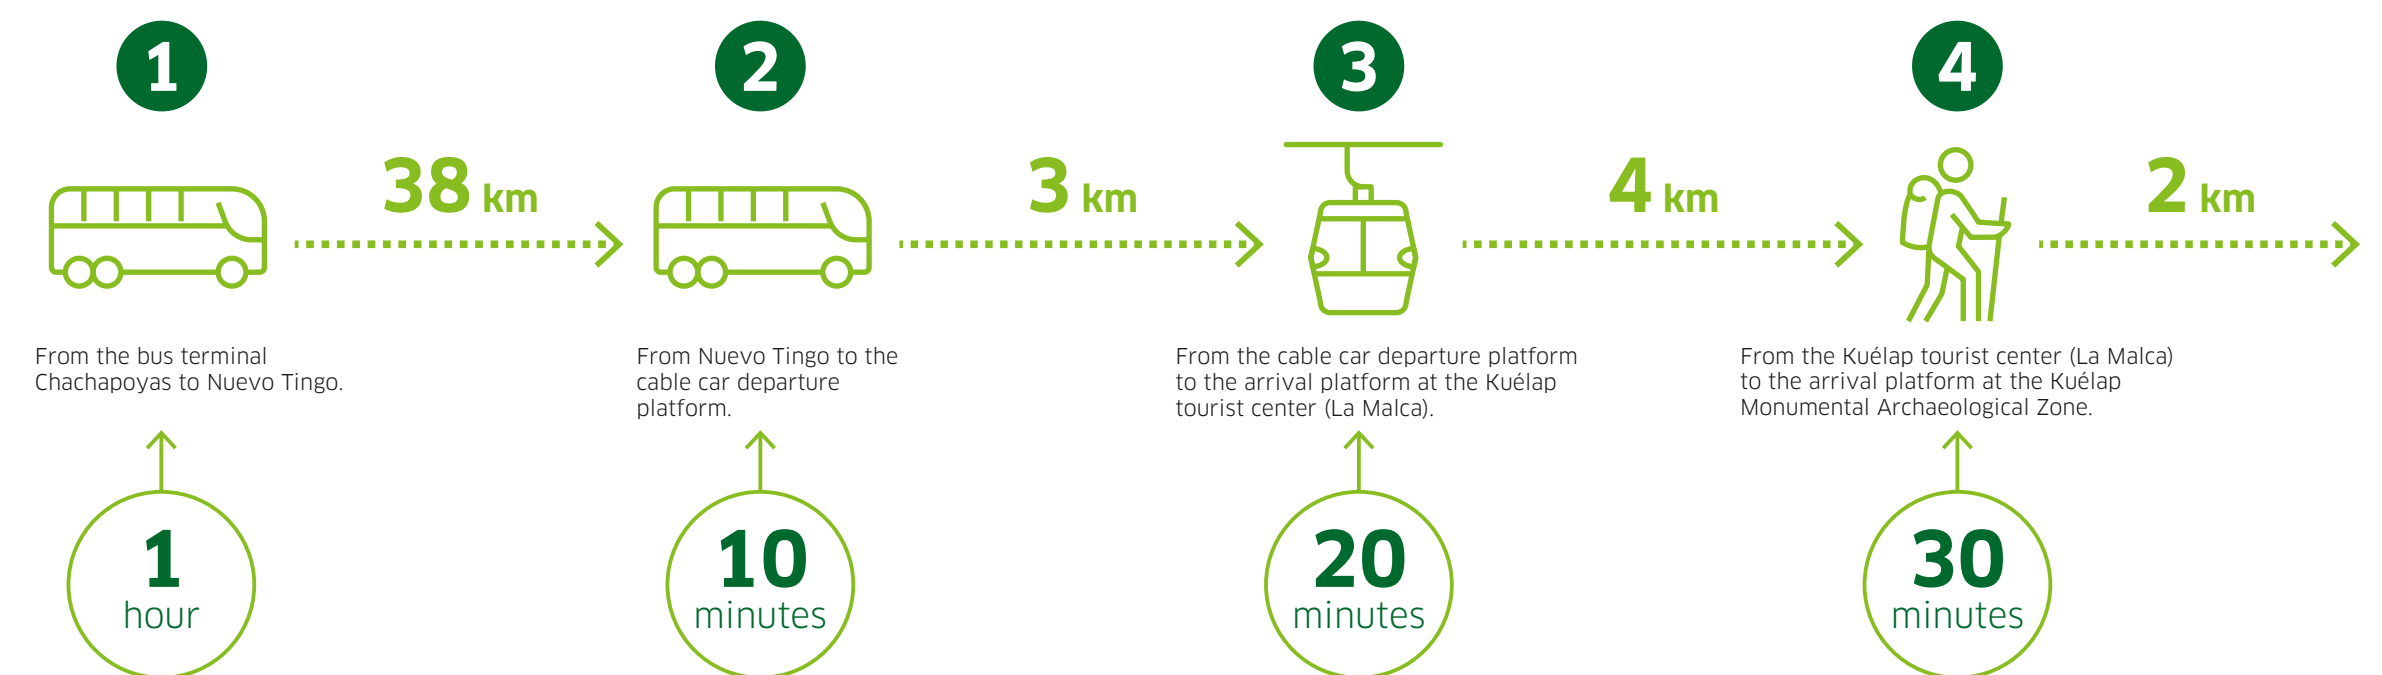 1
2
3
4
38 km
3 km
4 km
2 km
From the bus terminal
Chachapoyas to Nuevo Tingo.
From Nuevo Tingo to the
cable car departure
platform.
From the cable car departure platform
to the arrival platform at the Kuélap
tourist center (La Malca).
From the Kuélap tourist center (La Malca)
to the arrival platform at the Kuélap
Monumental Archaeological Zone.
1
hour
10
minutes
20
minutes
30
minutes